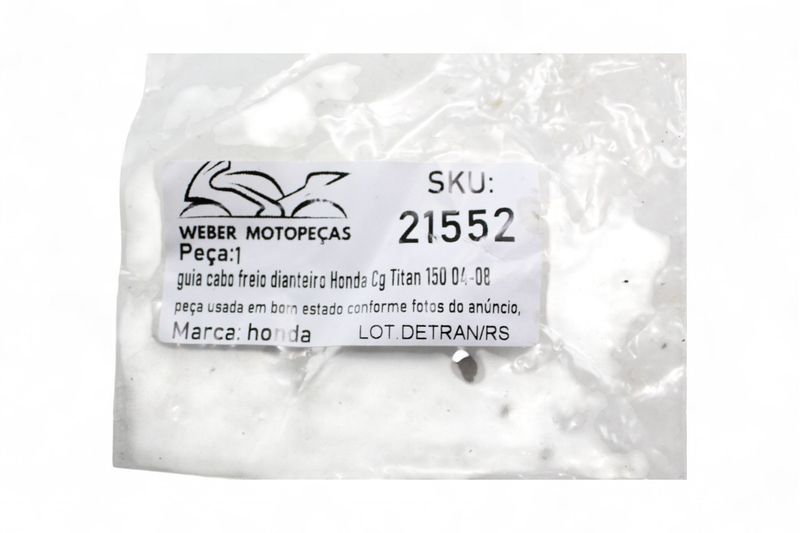 WEBER MOTOPEÇAS
SKU:
21552
Peça:1
guia cabo freio dianteiro Honda Cg Titan 150 04-08
peça usada em bom estado conforme fotos do anúncio,
Marca: honda
LOT.DETRAN/RS